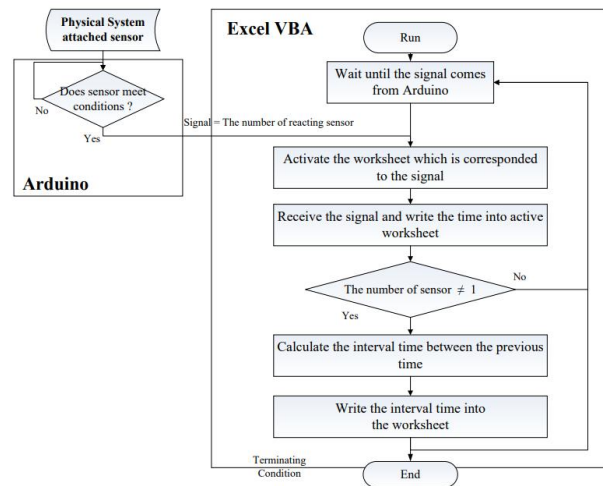 Physical System
attached sensor
Does sensor meet
conditions ?
No
Yes
Arduino
Signal = The number of reacting sensor
Excel VBA
Run
Wait until the signal comes
from Arduino
Activate the worksheet which is corresponded
to the signal
Receive the signal and write the time into active
worksheet
The number of sensor ≠ 1
No
Yes
Calculate the interval time between the previous
time
Write the interval time into
the worksheet
Terminating
Condition
End